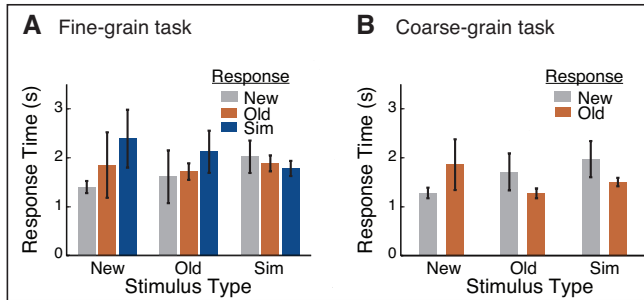 A Fine-grain task
Response
New
Old
Sim
Response Time (s)
3
2
1
0
New Old Sim
Stimulus Type
B Coarse-grain task
Response
New
Old
Response Time (s)
3
2
1
0
New Old Sim
Stimulus Type